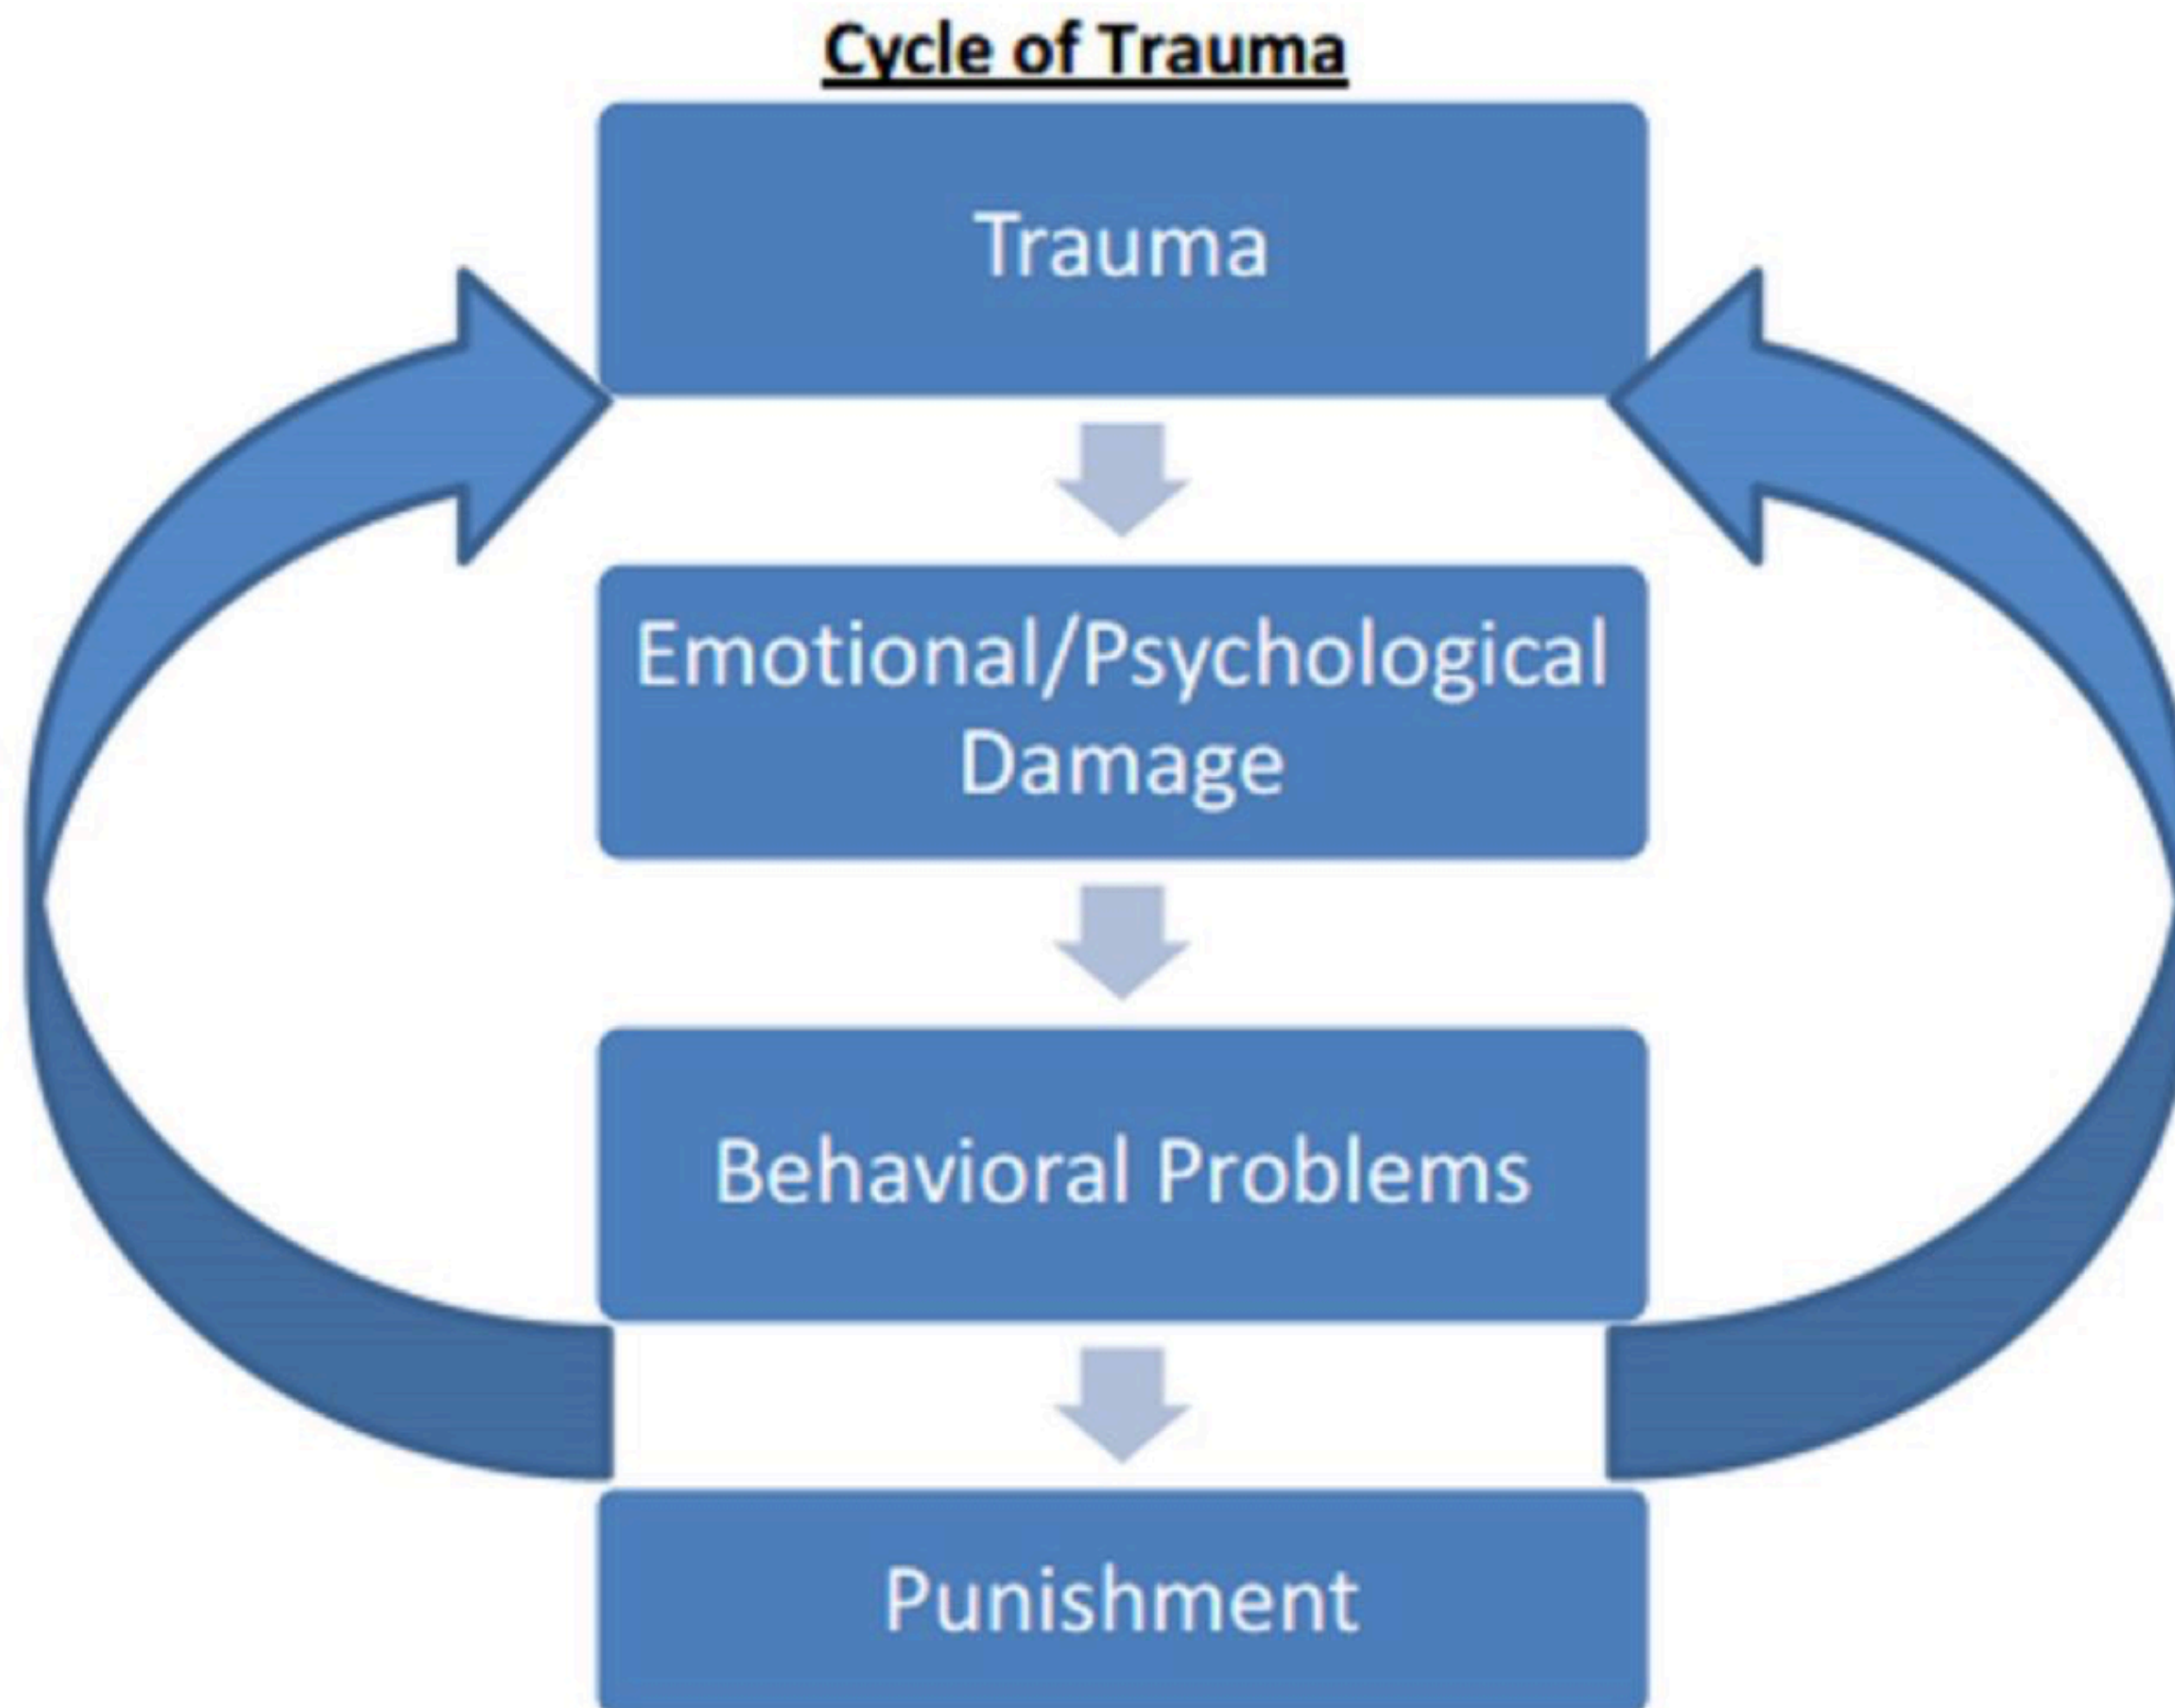 Cycle of Trauma
Trauma
Emotional/Psychological
Damage
Behavioral Problems
Punishment